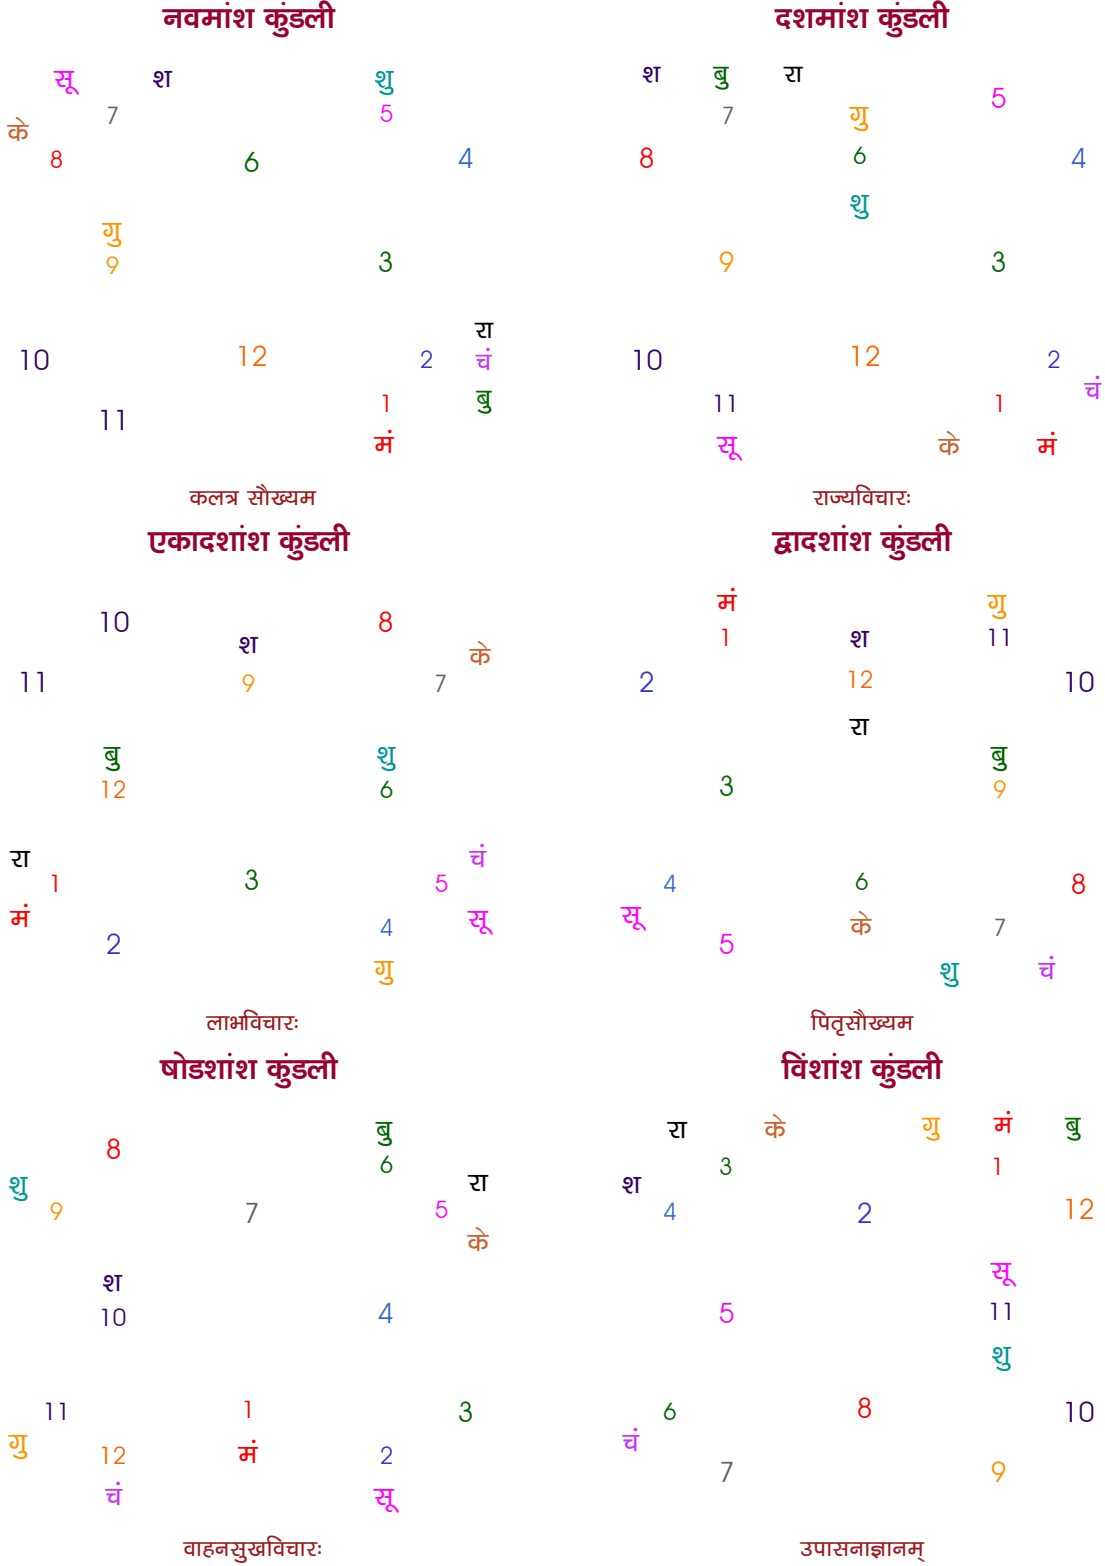 नवमांश कुंडली
सू श शु
7 5
के
8 6 4
गु
9 3
रा
10 12 2 चं
1 बु
11
मं
कलत्र सौख्यम
दशमांश कुंडली
श बु रा
5
7 गु
8 6 4
शु
9 3
10 12 2
चं
11 1
सू के मं
राज्यविचारः
एकादशांश कुंडली
10 8
श के
11 9 7
बु शु
12 6
रा चं
1 3 5
मं सू
2 4
गु
लाभविचारः
द्वादशांश कुंडली
मं गु
1 श 11
2 12 10
रा
बु
3 9
4 6 8
सू के 7
5
शु चं
पितृसौख्यम
षोडशांश कुंडली
बु
8 6
शु रा
9 7 5
के
श
10 4
11 1 3
गु 12 मं 2
चं सू
वाहनसुखविचारः
विंशांश कुंडली
रा के गु मं बु
3 1
श
4 2 12
सू
5 11
शु
6 8 10
चं
7 9
उपासनाज्ञानम्